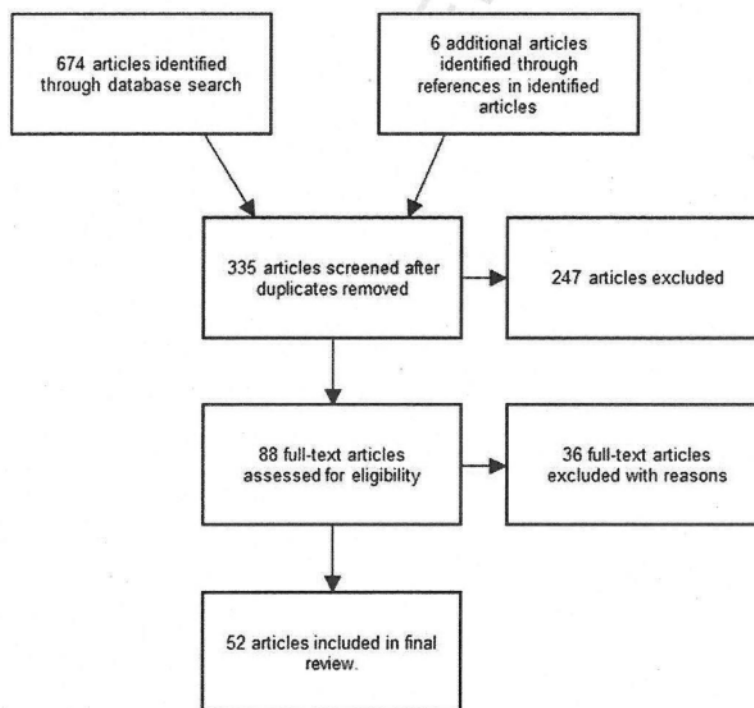 674 articles identified
through database search
6 additional articles
identified through
references in identified
articles
335 articles screened after
duplicates removed
247 articles excluded
88 full-text articles
assessed for eligibility
36 full-text articles
excluded with reasons
52 articles included in final
review.